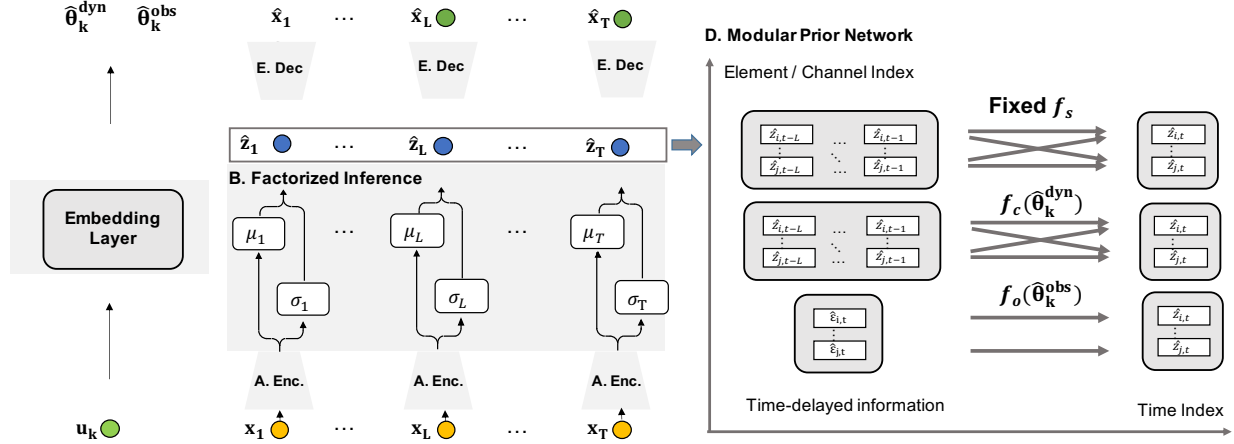 θ̂ₖᵈʸⁿ θ̂ₖᵒᵇˢ
x̂₁ ... x̂_L ... x̂_T
E. Dec E. Dec E. Dec
ẑ₁ ... ẑ_L ... ẑ_T
B. Factorized Inference
Embedding
Layer
μ₁ ... μ_L ... μ_T
σ₁ σ_L σ_T
A. Enc. A. Enc. A. Enc.
uₖ
x₁ ... x_L ... x_T
D. Modular Prior Network
Element / Channel Index
Fixed f_s
ẑ_{i,t−L} ... ẑ_{i,t−1}
ẑ_{j,t−L} ... ẑ_{j,t−1}
ẑ_{i,t}
ẑ_{j,t}
f_c(θ̂ₖᵈʸⁿ)
ẑ_{i,t−L} ... ẑ_{i,t−1}
ẑ_{j,t−L} ... ẑ_{j,t−1}
ẑ_{i,t}
ẑ_{j,t}
f_o(θ̂ₖᵒᵇˢ)
ε̂_{i,t}
ε̂_{j,t}
ẑ_{i,t}
ẑ_{j,t}
Time-delayed information
Time Index